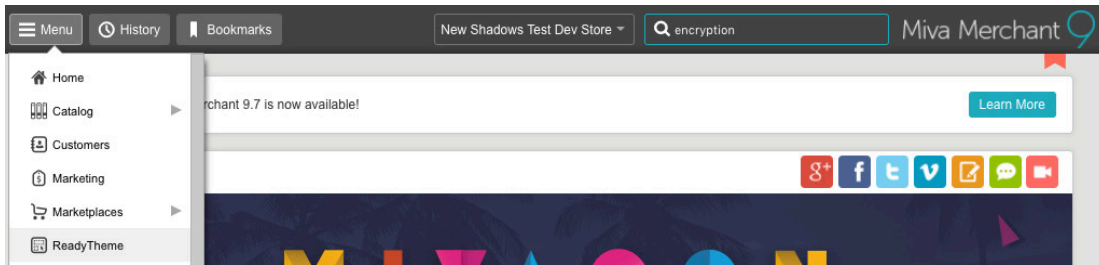 Menu History Bookmarks New Shadows Test Dev Store encryption Miva Merchant 9
Home
Catalog
rchant 9.7 is now available! Learn More
Customers
Marketing
g+ f t v
Marketplaces
ReadyTheme